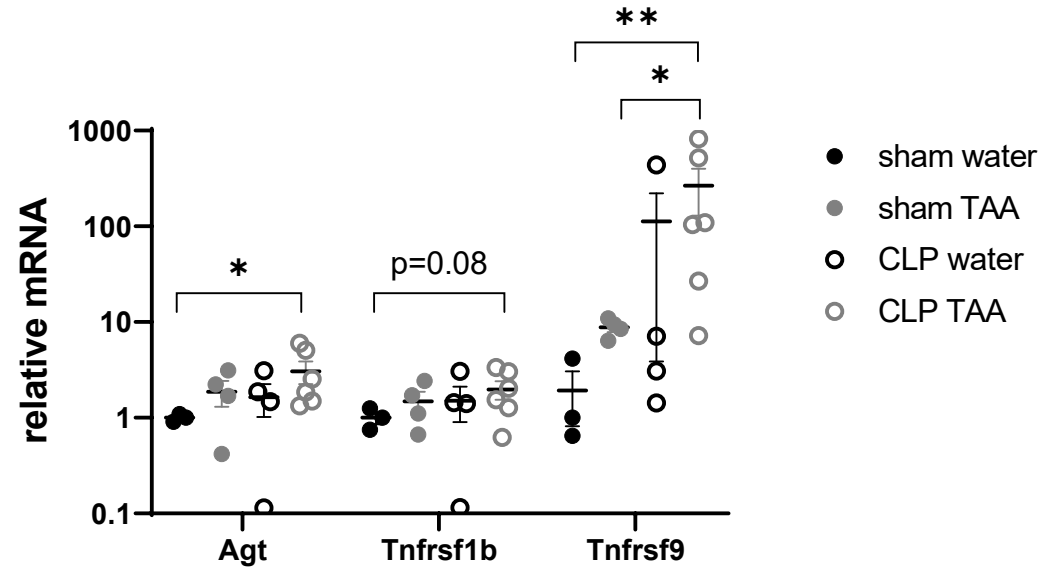 **
*
1000
100
10
1
0.1
relative mRNA
*
p=0.08
Agt
Tnfrsf1b
Tnfrsf9
sham water
sham TAA
CLP water
CLP TAA